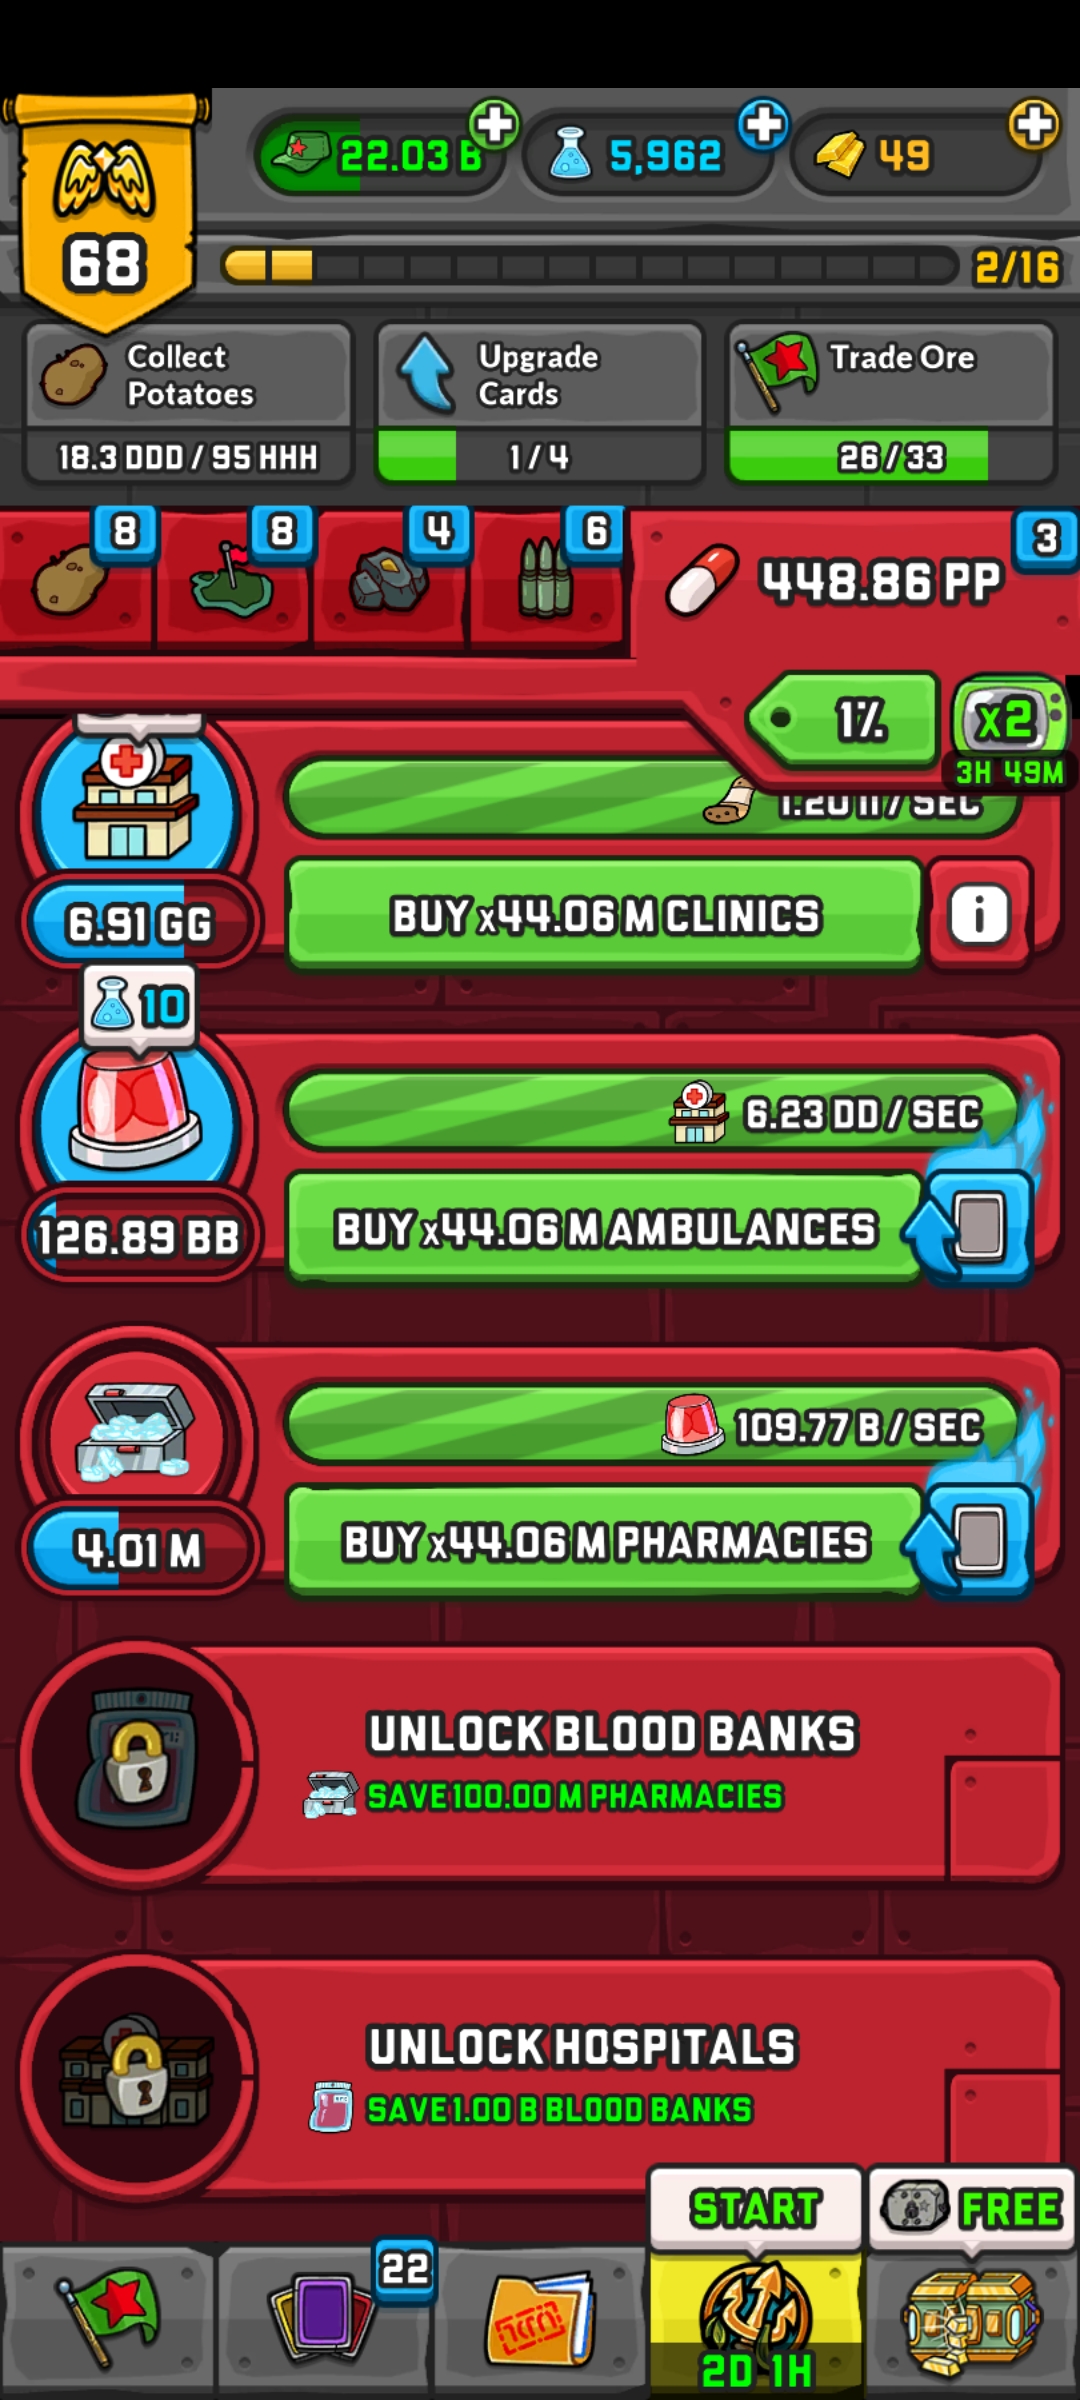 22.03 B
5,962
49
68
2/16
Collect
Potatoes
18.3 DDD / 95 HHH
Upgrade
Cards
1 / 4
Trade Ore
26 / 33
8
8
4
6
448.86 PP
3
1%
x2
3H 49M
/ SEC
6.91 GG
BUY x44.06 M CLINICS
i
10
6.23 DD / SEC
126.89 BB
BUY x44.06 M AMBULANCES
109.77 B / SEC
4.01 M
BUY x44.06 M PHARMACIES
UNLOCK BLOOD BANKS
SAVE 100.00 M PHARMACIES
UNLOCK HOSPITALS
SAVE 1.00 B BLOOD BANKS
START
FREE
22
2D 1H